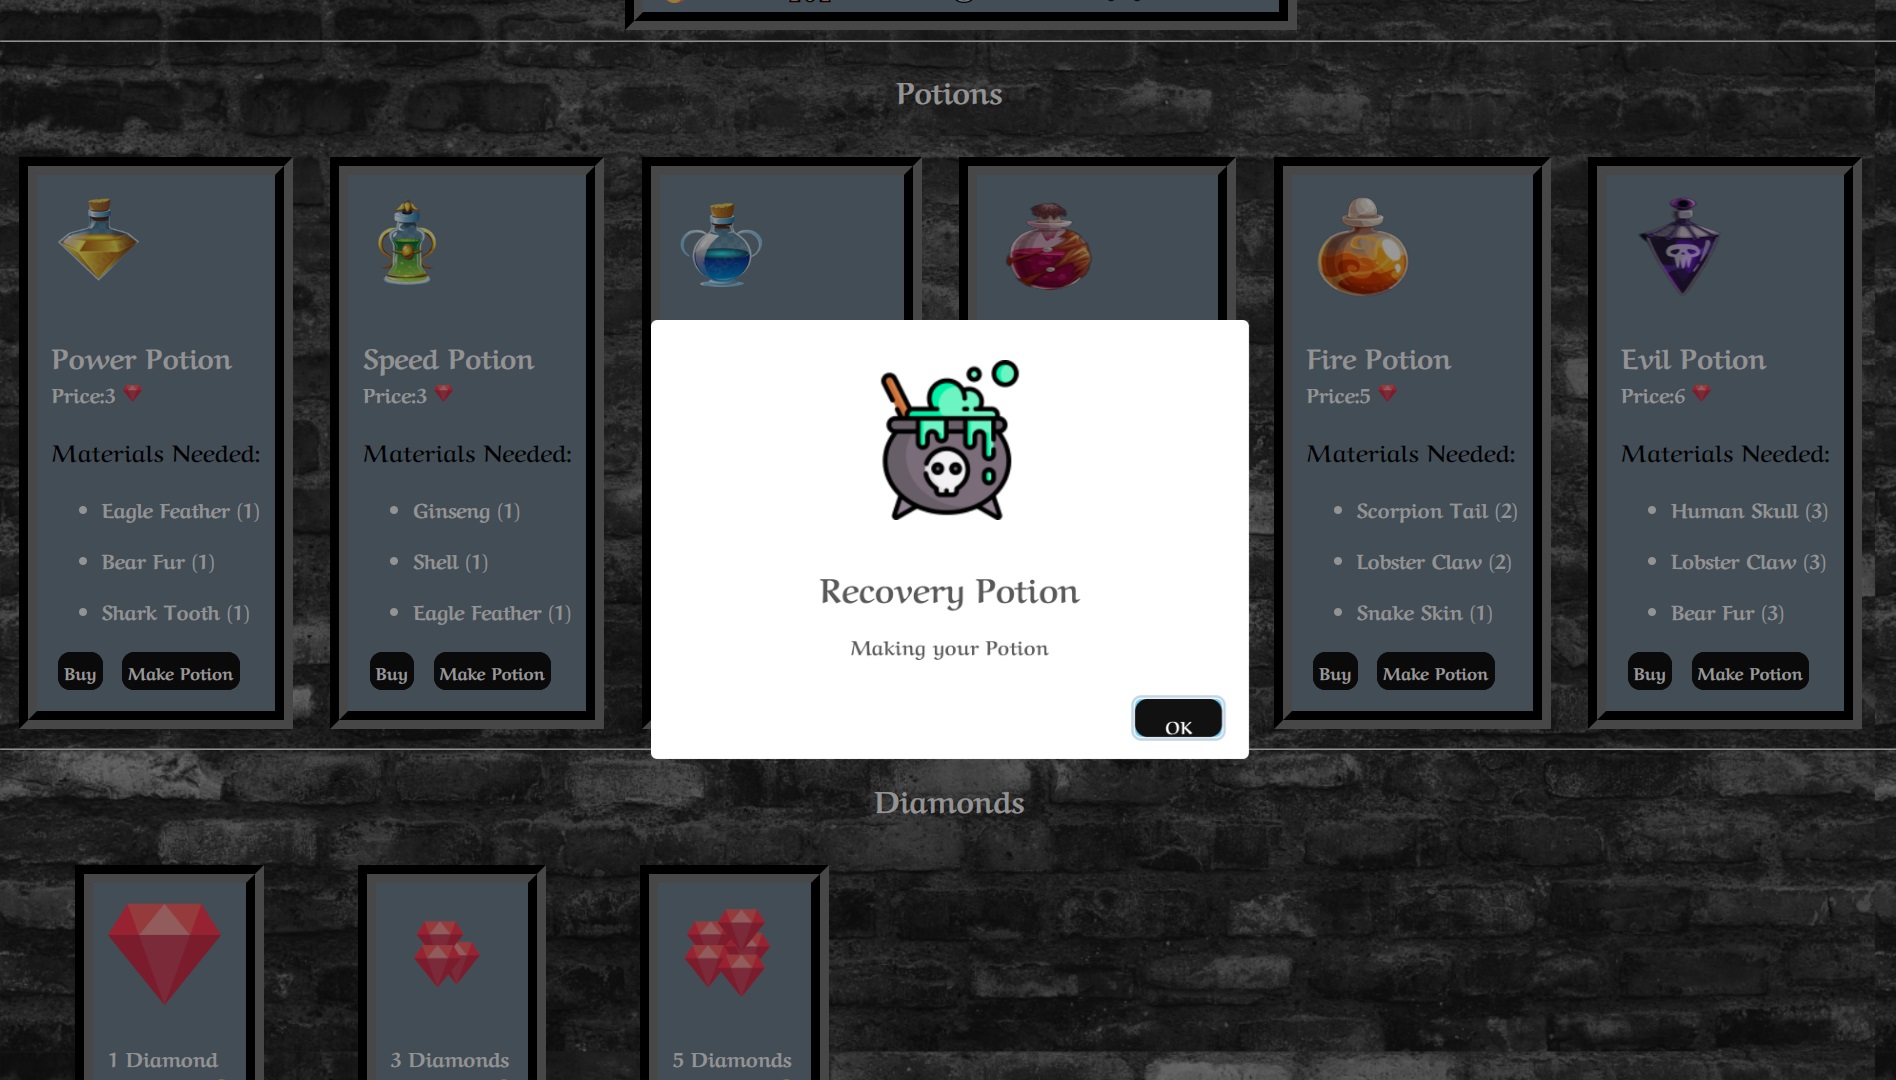 Potions
Power Potion
Price:3
Materials Needed:
Eagle Feather (1)
Bear Fur (1)
Shark Tooth (1)
Buy
Make Potion
Speed Potion
Price:3
Materials Needed:
Ginseng (1)
Shell (1)
Eagle Feather (1)
Buy
Make Potion
Recovery Potion
Making your Potion
OK
Fire Potion
Price:5
Materials Needed:
Scorpion Tail (2)
Lobster Claw (2)
Snake Skin (1)
Buy
Make Potion
Evil Potion
Price:6
Materials Needed:
Human Skull (3)
Lobster Claw (3)
Bear Fur (3)
Buy
Make Potion
Diamonds
1 Diamond
3 Diamonds
5 Diamonds